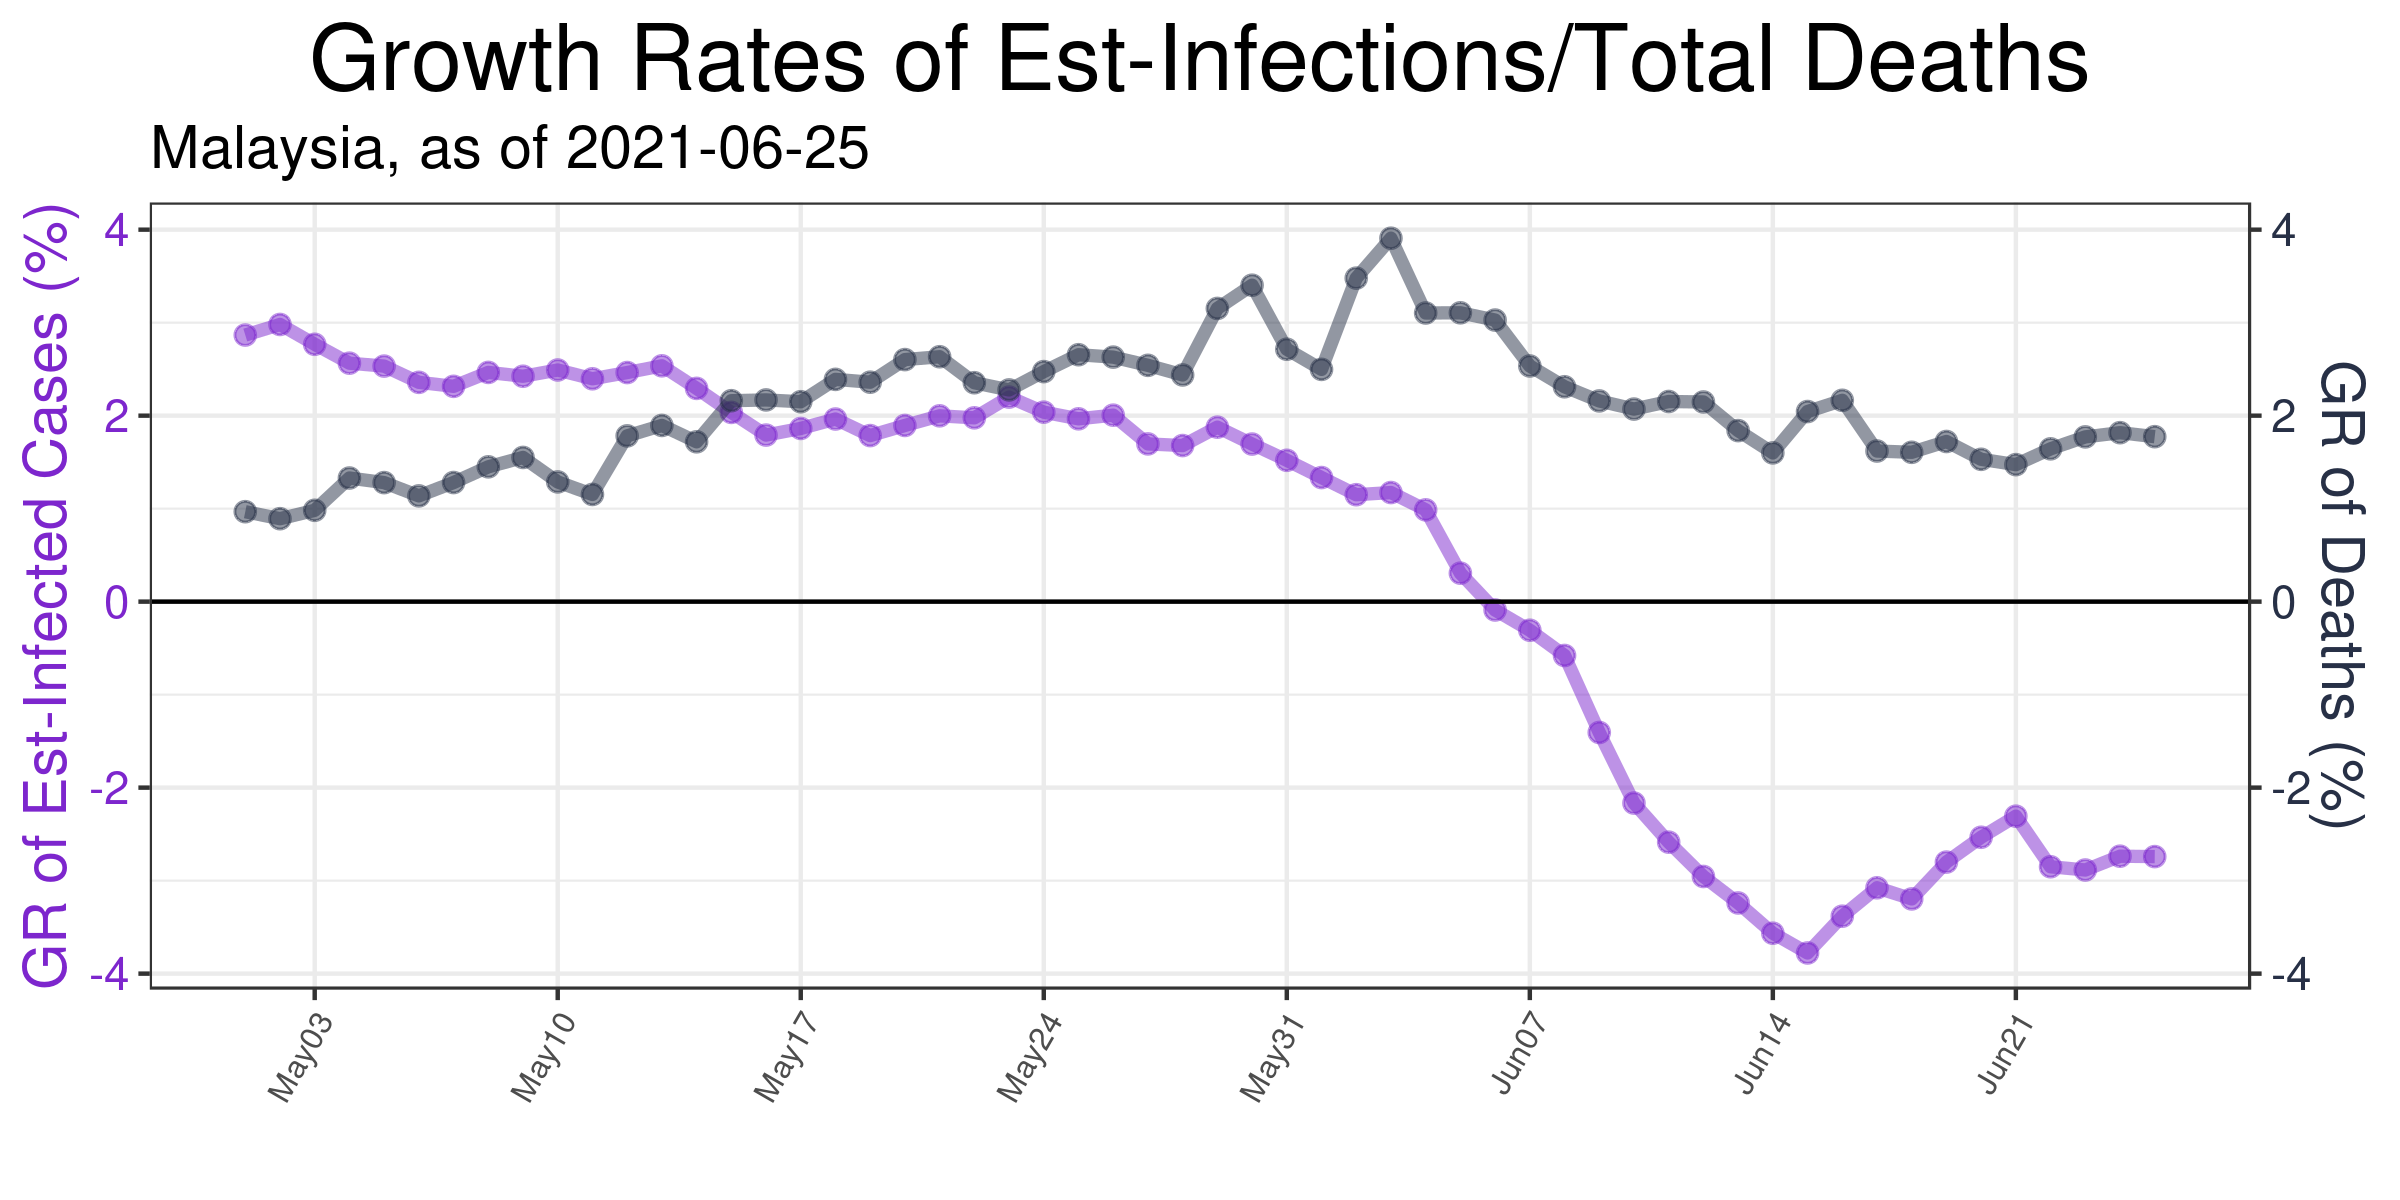 Growth Rates of Est-Infections/Total Deaths
Malaysia, as of 2021-06-25
GR of Est-Infected Cases (%)
4
2
0
-2
-4
4
2
0
-2
-4
GR of Deaths (%)
May03
May10
May17
May24
May31
Jun07
Jun14
Jun21